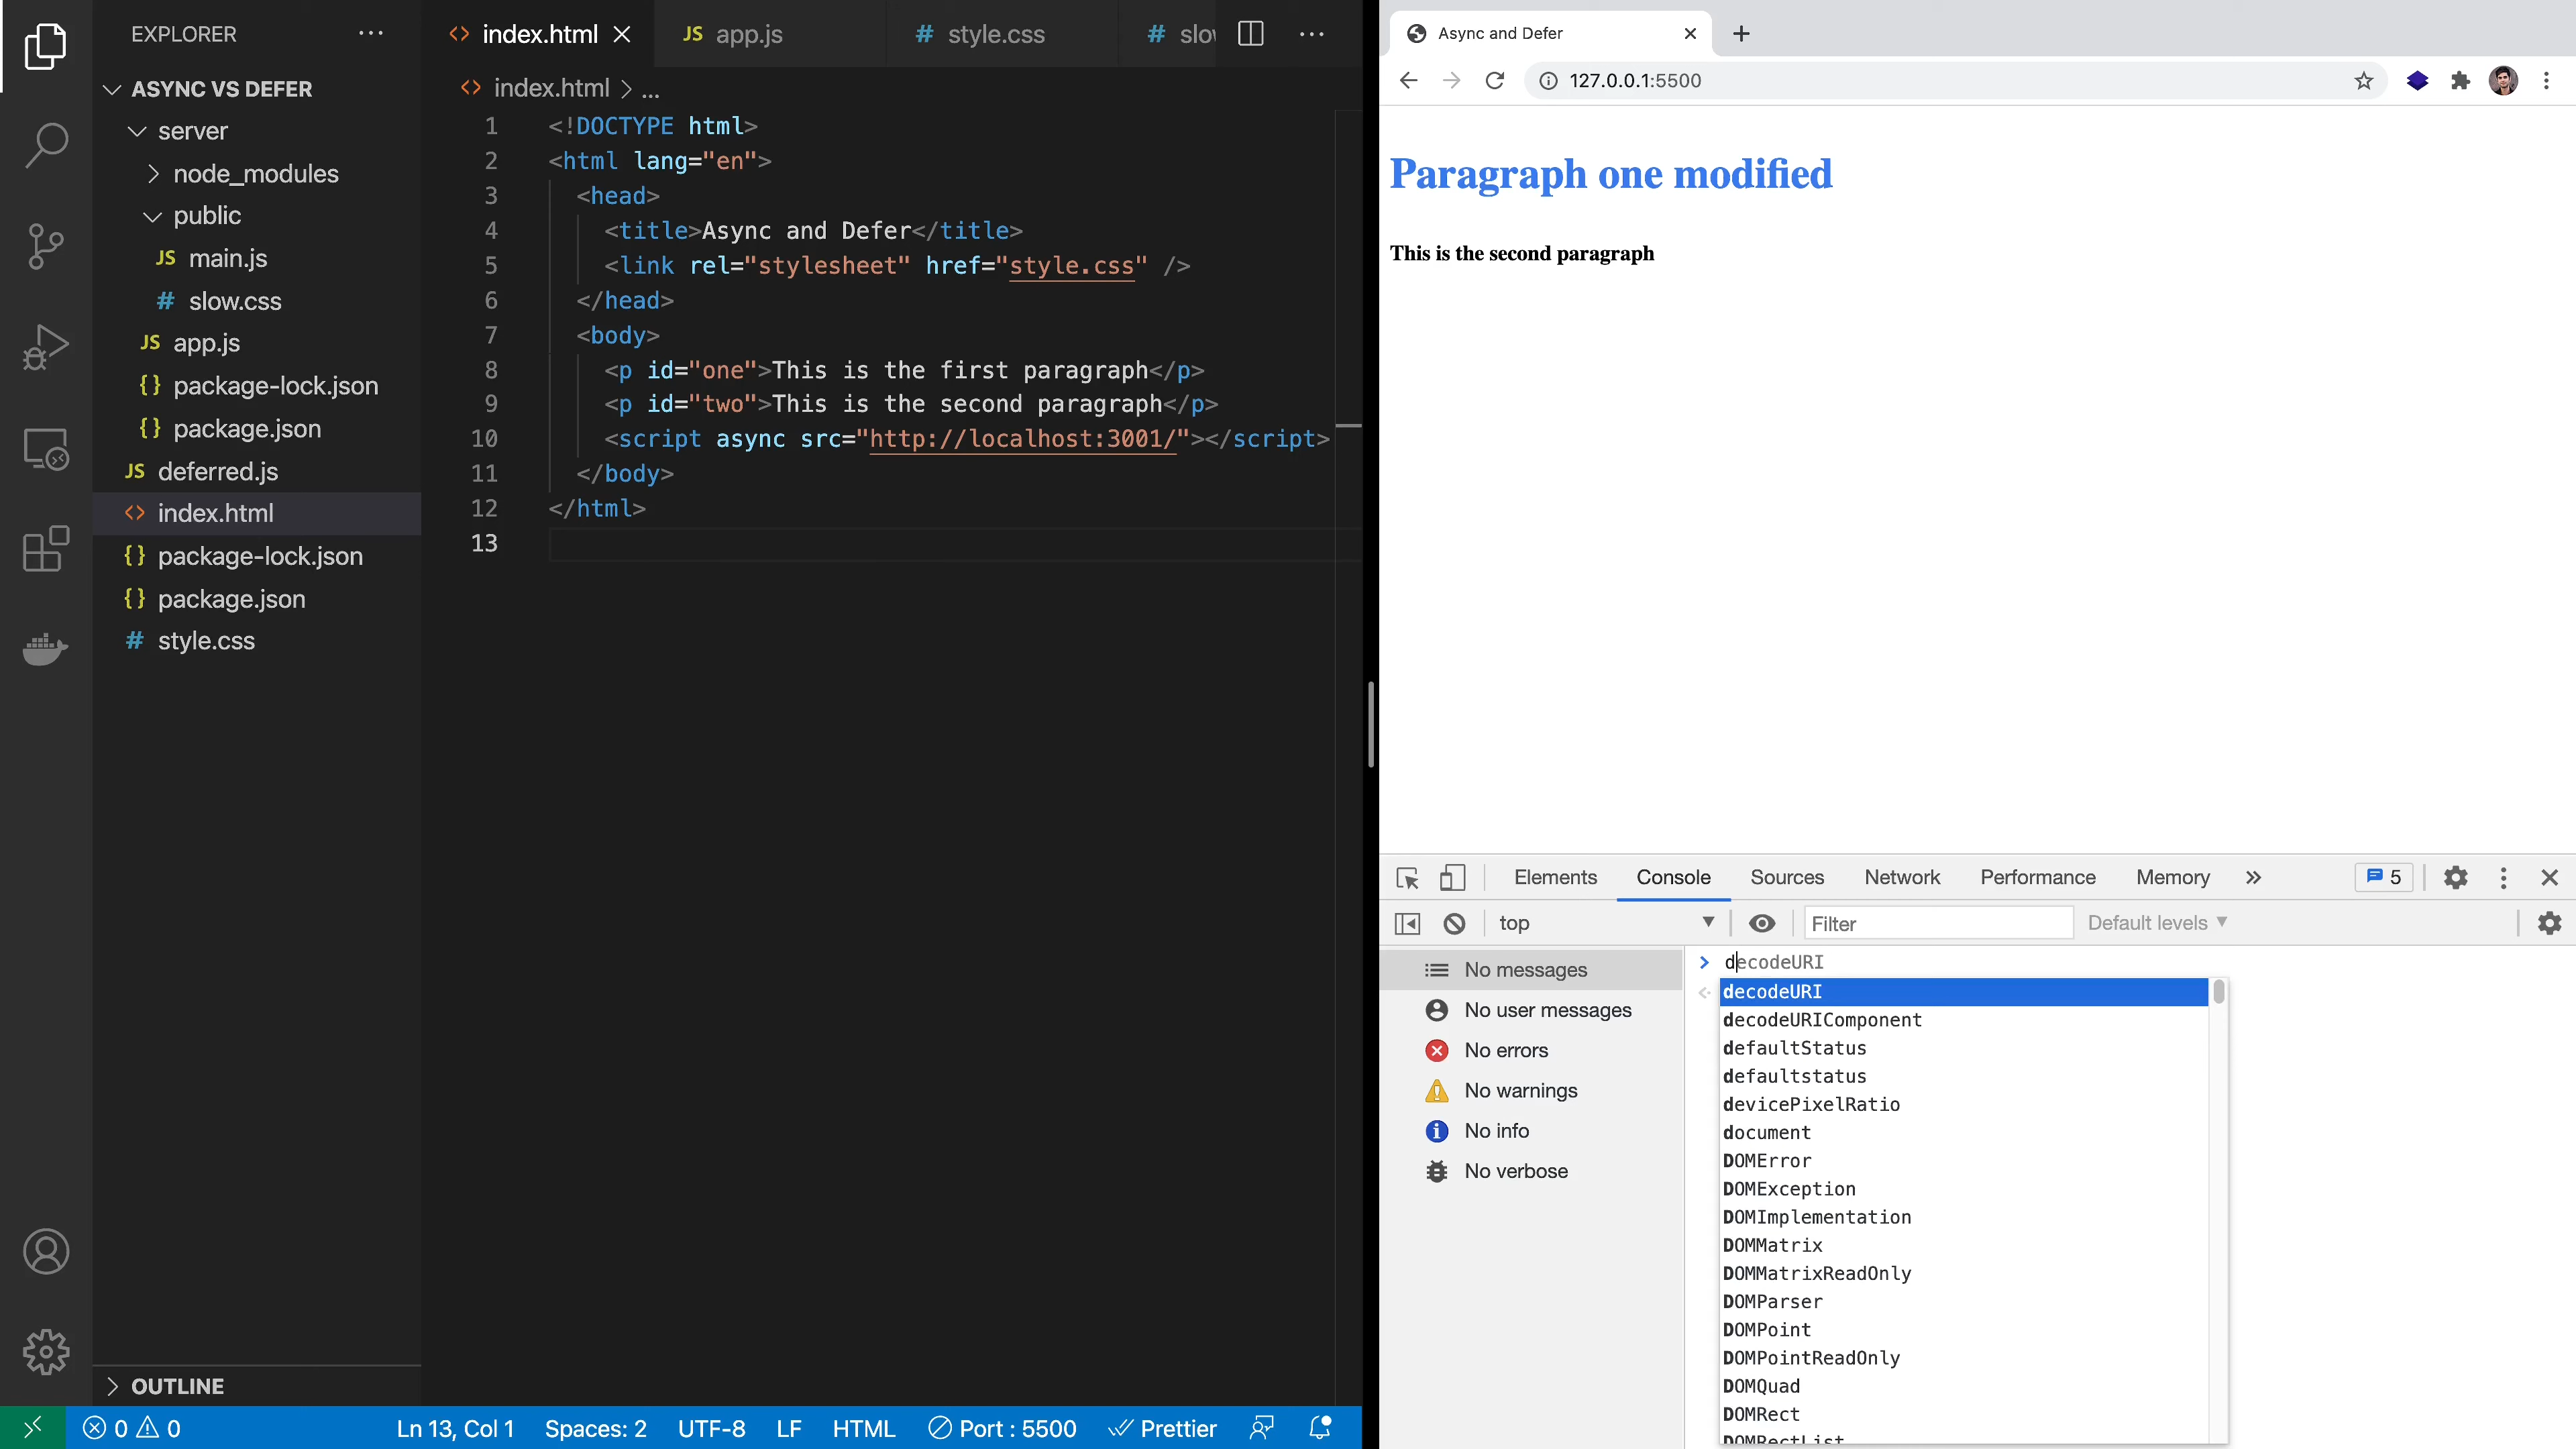 EXPLORER
ASYNC VS DEFER
server
node_modules
public
JS main.js
# slow.css
JS app.js
{} package-lock.json
{} package.json
JS deferred.js
<> index.html
{} package-lock.json
{} package.json
# style.css
OUTLINE
<> index.html
JS app.js
# style.css
# slow
<> index.html > ...
1 <!DOCTYPE html>
2 <html lang="en">
3 <head>
4 <title>Async and Defer</title>
5 <link rel="stylesheet" href="style.css" />
6 </head>
7 <body>
8 <p id="one">This is the first paragraph</p>
9 <p id="two">This is the second paragraph</p>
10 <script async src="http://localhost:3001/"></script>
11 </body>
12 </html>
13
0 0
Ln 13, Col 1
Spaces: 2
UTF-8
LF
HTML
Port : 5500
Prettier
Async and Defer
127.0.0.1:5500
Paragraph one modified
This is the second paragraph
Elements
Console
Sources
Network
Performance
Memory
5
top
Filter
Default levels
No messages
No user messages
No errors
No warnings
No info
No verbose
decodeURI
decodeURI
decodeURIComponent
defaultStatus
defaultstatus
devicePixelRatio
document
DOMError
DOMException
DOMImplementation
DOMMatrix
DOMMatrixReadOnly
DOMParser
DOMPoint
DOMPointReadOnly
DOMQuad
DOMRect
DOMRectList